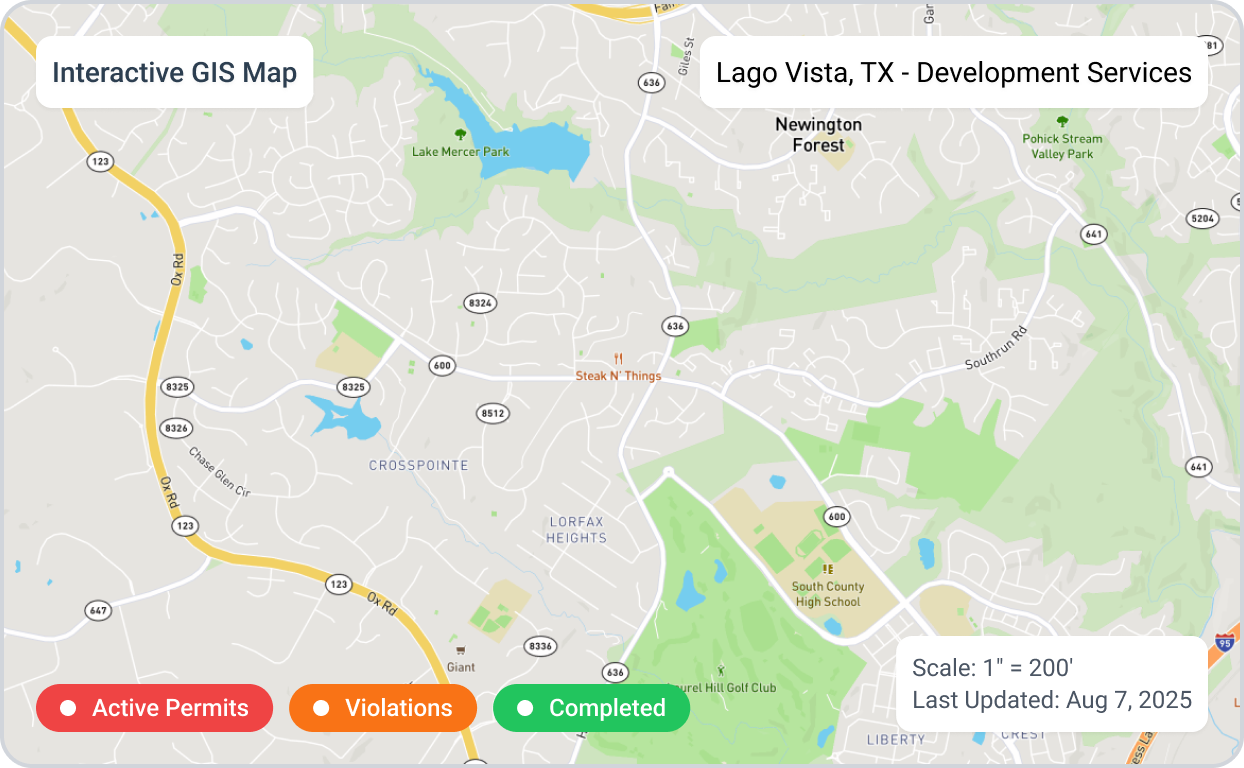 Interactive GIS Map
Lago Vista, TX - Development Services
Giles St
636
Newington
Forest
Pohick Stream
Valley Park
Lake Mercer Park
123
5204
641
Ox Rd
8324
636
Southrun Rd
600
Steak N' Things
8325
8325
8512
8326
Chase Glen Cir
CROSSPOINTE
641
Ox Rd
600
LORFAX
HEIGHTS
123
123
South County
High School
Ox Rd
647
8336
95
Giant
636
Scale: 1" = 200'
Last Updated: Aug 7, 2025
Hill Golf Club
Active Permits
Violations
Completed
LIBERTY
CREST